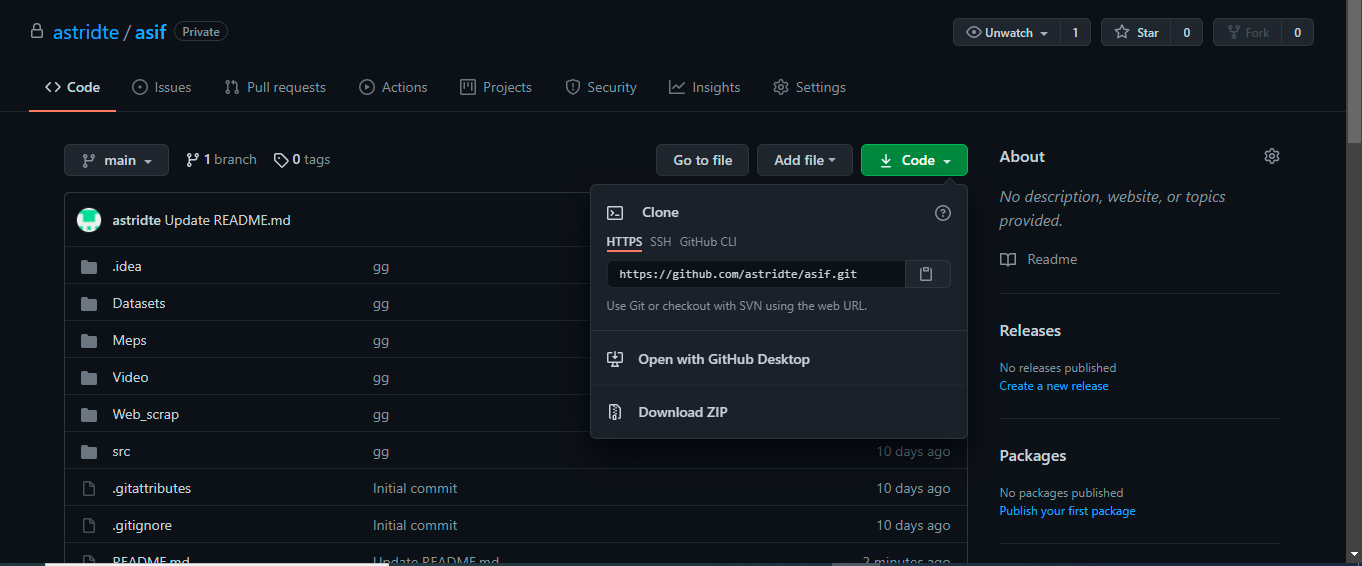 astridte / asif Private
Unwatch 1 Star 0 Fork 0
Code Issues Pull requests Actions Projects Security Insights Settings
main 1 branch 0 tags Go to file Add file Code
astridte Update README.md
.idea gg
Datasets gg
Meps gg
Video gg
Web_scrap gg
src gg 10 days ago
.gitattributes Initial commit 10 days ago
.gitignore Initial commit 10 days ago
README.md Update README.md 2 minutes ago
Clone
HTTPS SSH GitHub CLI
https://github.com/astridte/asif.git
Use Git or checkout with SVN using the web URL.
Open with GitHub Desktop
Download ZIP
About
No description, website, or topics
provided.
Readme
Releases
No releases published
Create a new release
Packages
No packages published
Publish your first package